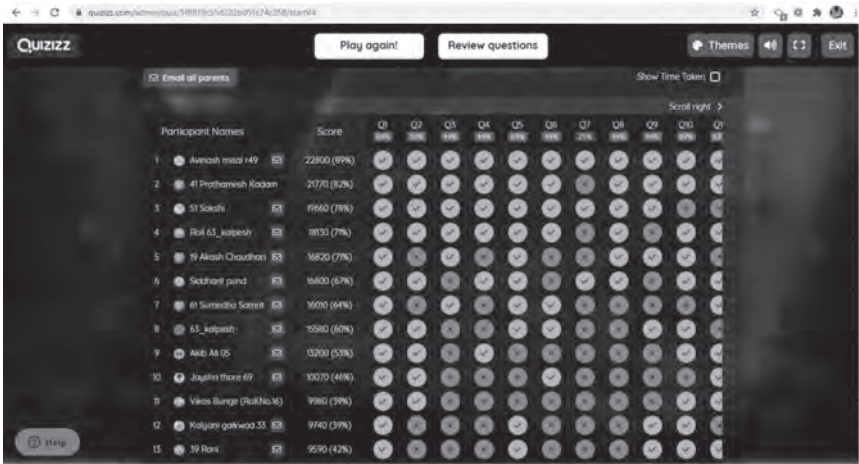 Quizizz Play again! Review questions Themes Exit
Email all parents Show Time Taken
Scroll right >
Participant Names Score Q1 Q2 Q3 Q4 Q5 Q6 Q7 Q8 Q9 Q10
1 Avinash misal r49 22800 (89%)
2 41 Prathamesh Kadam 21770 (82%)
3 51 Sakshi 19660 (78%)
4 Roll 63_kalpesh 18130 (71%)
5 19 Akash Chaudhari 16820 (71%)
6 Siddhant pund 16800 (67%)
7 61 Sumedha Samrit 16010 (64%)
8 63_kalpesh 15580 (60%)
9 Akib Ali 05 13200 (53%)
10 thore 69 10070 (46%)
11 Vikas Bunge (Roll.No.16) 9980 (39%)
12 Kalyani gaikwad 33 9740 (39%)
13 39 Rani 9590 (42%)
Help